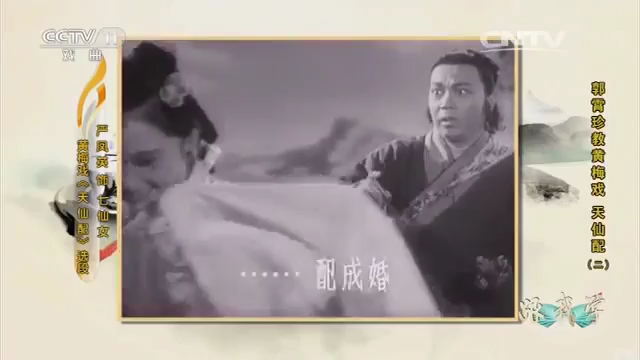 CCTV 11
戏曲
CNTV
严凤英 饰 七仙女
黄梅戏《天仙配》选段
……配成婚
郭霄珍教黄梅戏 天仙配（二）
跟我学